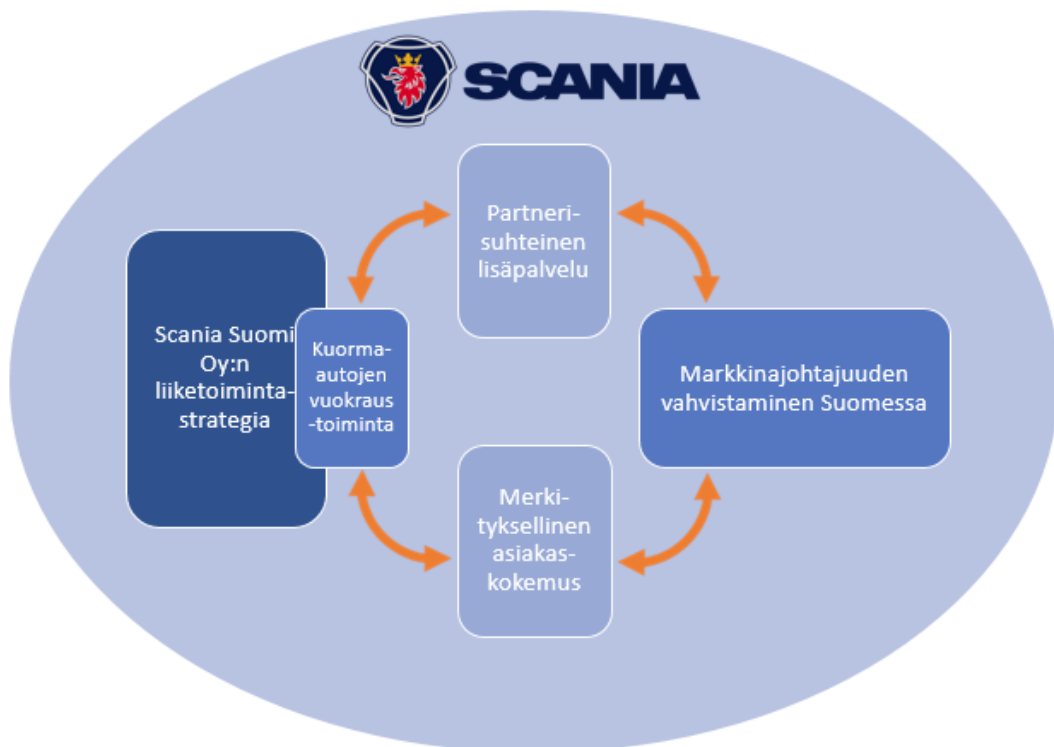 SCANIA
Partneri-
suhteinen
lisäpalvelu
Scania Suomi
Oy:n
liiketoiminta-
strategia
Kuorma-
autojen
vuokraus
-toiminta
Markkinajohtajuuden
vahvistaminen Suomessa
Merki-
tyksellinen
asiakas-
kokemus